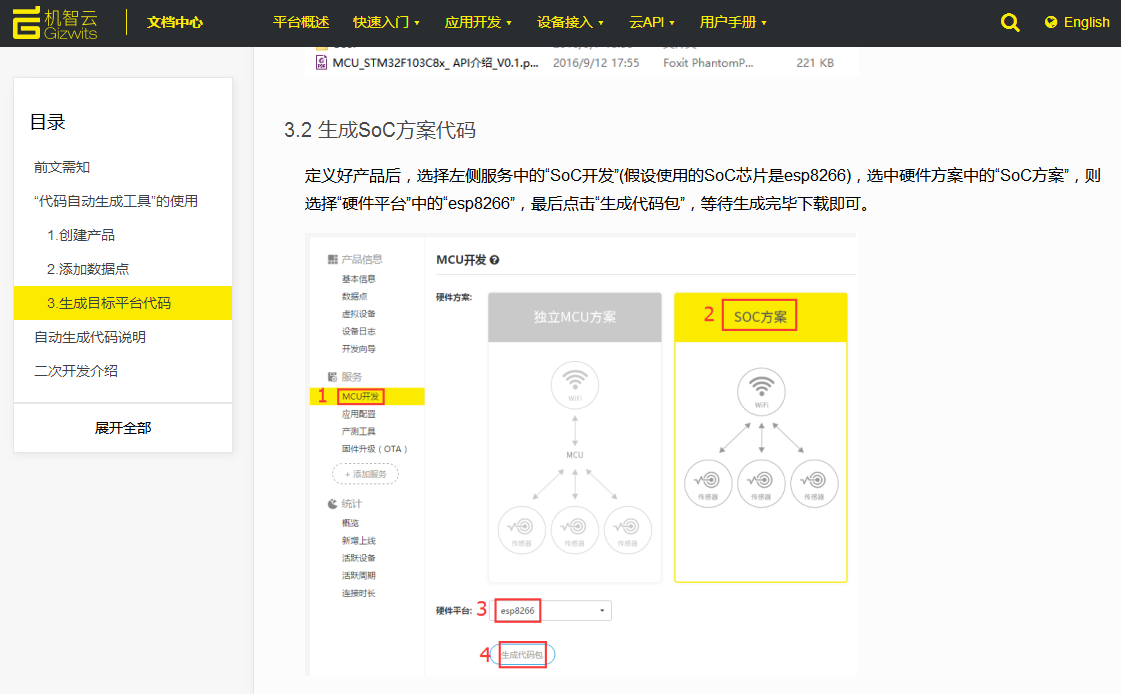 机智云
Gizwits
文档中心
平台概述 快速入门 应用开发 设备接入 云API 用户手册
English
MCU_STM32F103C8x_ API介绍_V0.1.p... 2016/9/12 17:55 Foxit PhantomP... 221 KB
目录
前文需知
“代码自动生成工具”的使用
1.创建产品
2.添加数据点
3.生成目标平台代码
自动生成代码说明
二次开发介绍
展开全部
3.2 生成SoC方案代码
定义好产品后，选择左侧服务中的“SoC开发”(假设使用的SoC芯片是esp8266)，选中硬件方案中的“SoC方案”，则
选择“硬件平台”中的“esp8266”，最后点击“生成代码包”，等待生成完毕下载即可。
产品信息
基本信息
数据点
虚拟设备
设备日志
开发向导
服务
1 MCU开发
应用配置
产测工具
固件升级（OTA）
+ 添加服务
统计
概览
新增上线
活跃设备
活跃周期
连接时长
MCU开发
硬件方案:
独立MCU方案
WiFi
MCU
传感器 传感器 传感器
2 SOC方案
WiFi
传感器 传感器 传感器
硬件平台: 3 esp8266
4 生成代码包